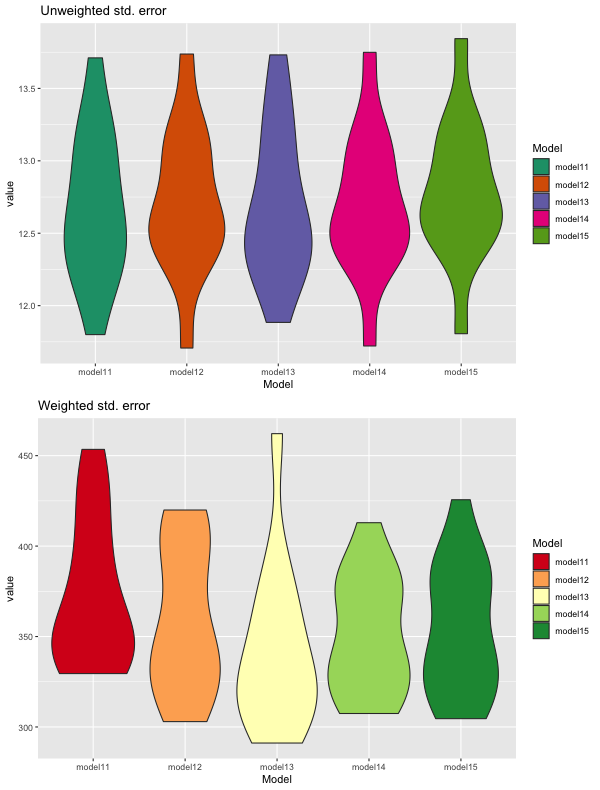 Unweighted std. error
13.5
13.0
12.5
12.0
value
model11 model12 model13 model14 model15
Model
Model
model11
model12
model13
model14
model15
Weighted std. error
450
400
350
300
value
model11 model12 model13 model14 model15
Model
Model
model11
model12
model13
model14
model15